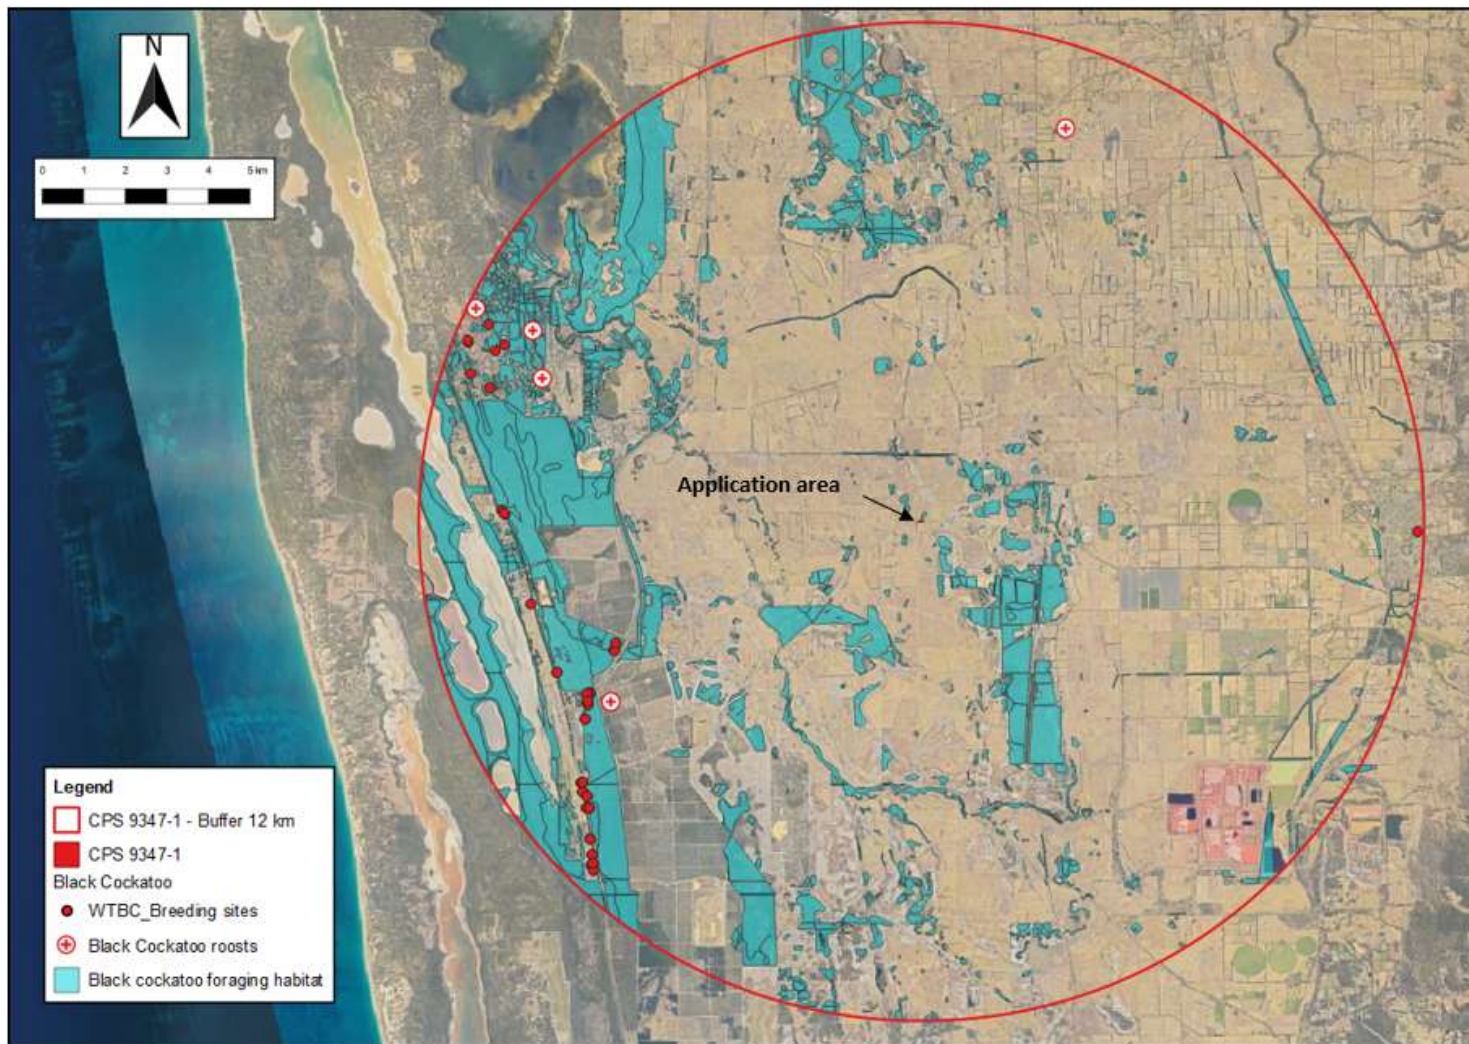 N
0 1 2 3 4 5 km
Application area
Legend
CPS 9347-1 - Buffer 12 km
CPS 9347-1
Black Cockatoo
WTBC_Breeding sites
Black Cockatoo roosts
Black cockatoo foraging habitat